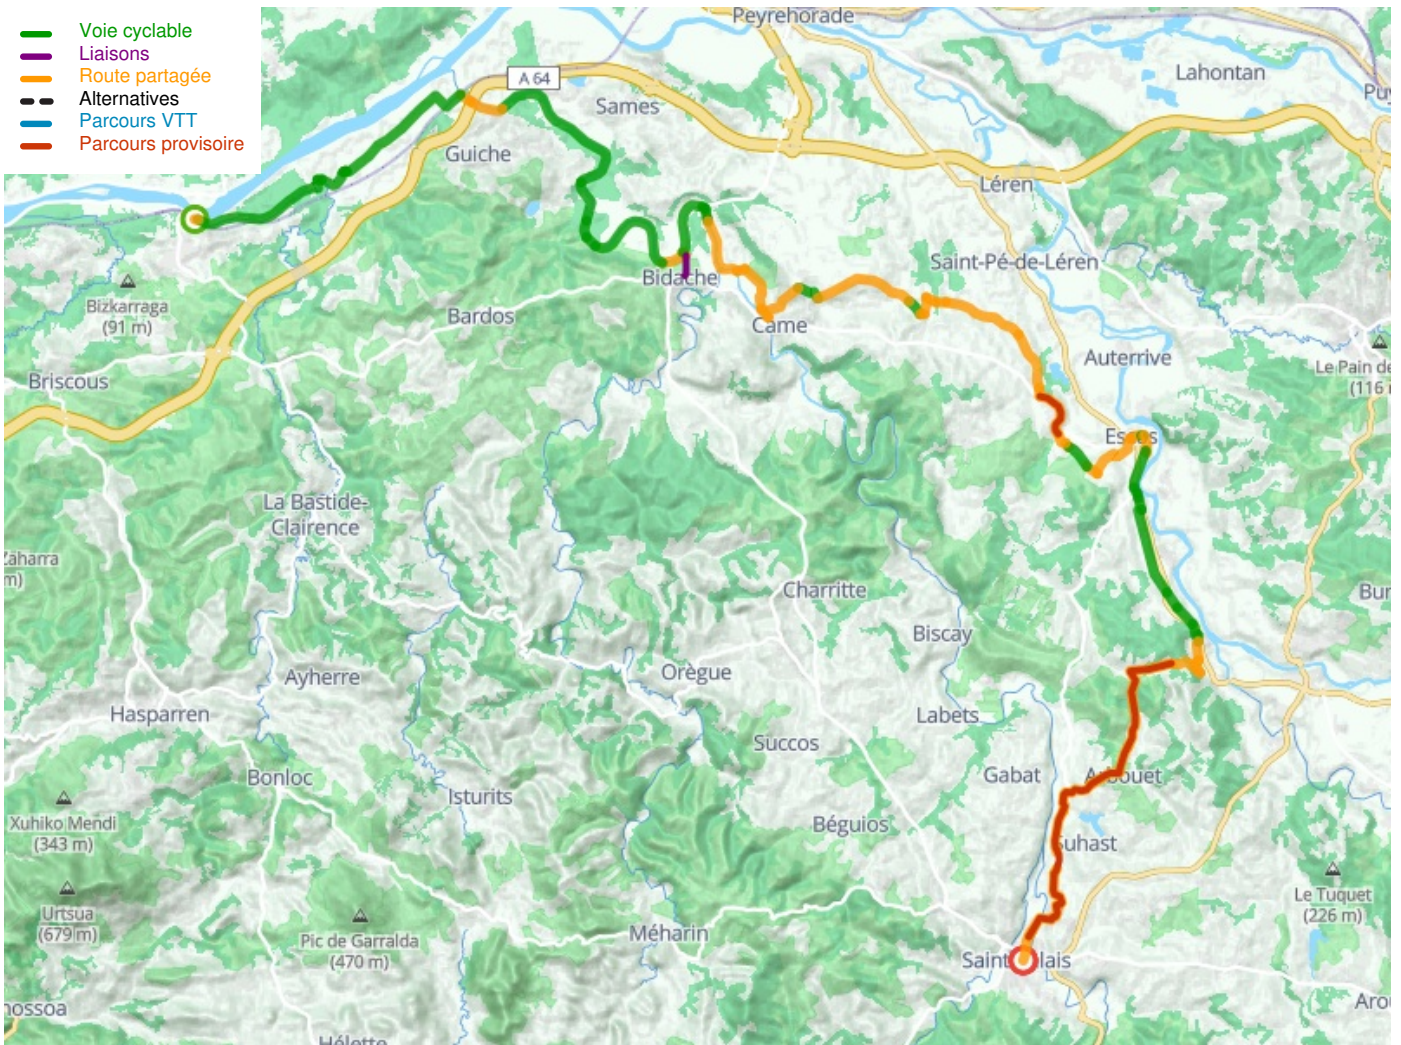 Voie cyclable
Liaisons
Route partagée
Alternatives
Parcours VTT
Parcours provisoire
Peyrehorade
A 64
Sames
Lahontan
Guiche
Léren
Saint-Pé-de-Léren
Bidache
Bizkarraga
(91 m)
Bardos
Came
Auterrive
Briscous
Le Pain de
(116
La Bastide-
Clairence
m)
Charritte
Biscay
Ayherre
Orègue
Hasparren
Labets
Succos
Bonloc
Gabat
Isturits
Xuhiko Mendi
(343 m)
Béguios
Le Tuquet
(226 m)
Urtsua
(679 m)
Pic de Garralda
(470 m)
Méharin
Hélette